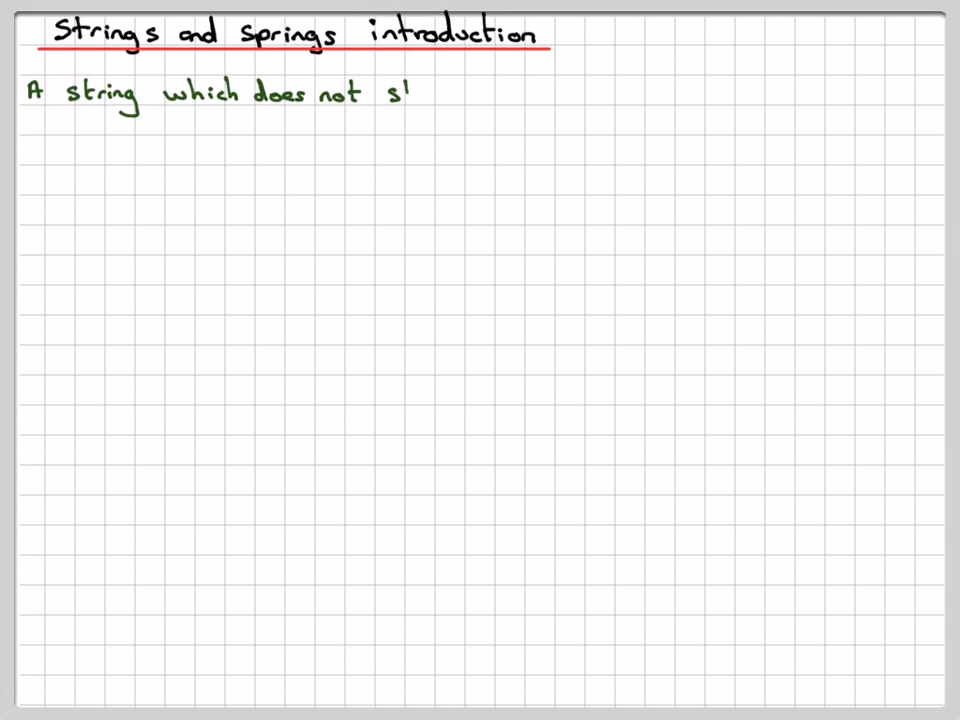 Strings and springs introduction
A string which does not s